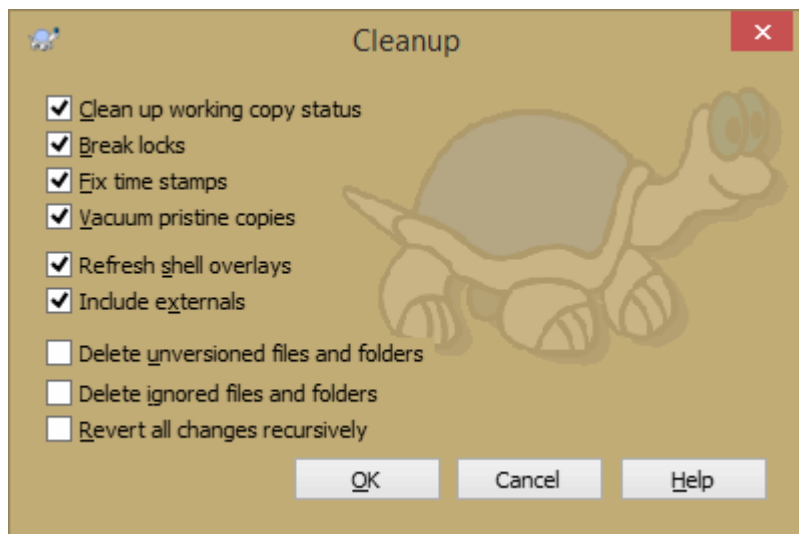 Cleanup
Clean up working copy status
Break locks
Fix time stamps
Vacuum pristine copies
Refresh shell overlays
Include externals
Delete unversioned files and folders
Delete ignored files and folders
Revert all changes recursively
OK Cancel Help